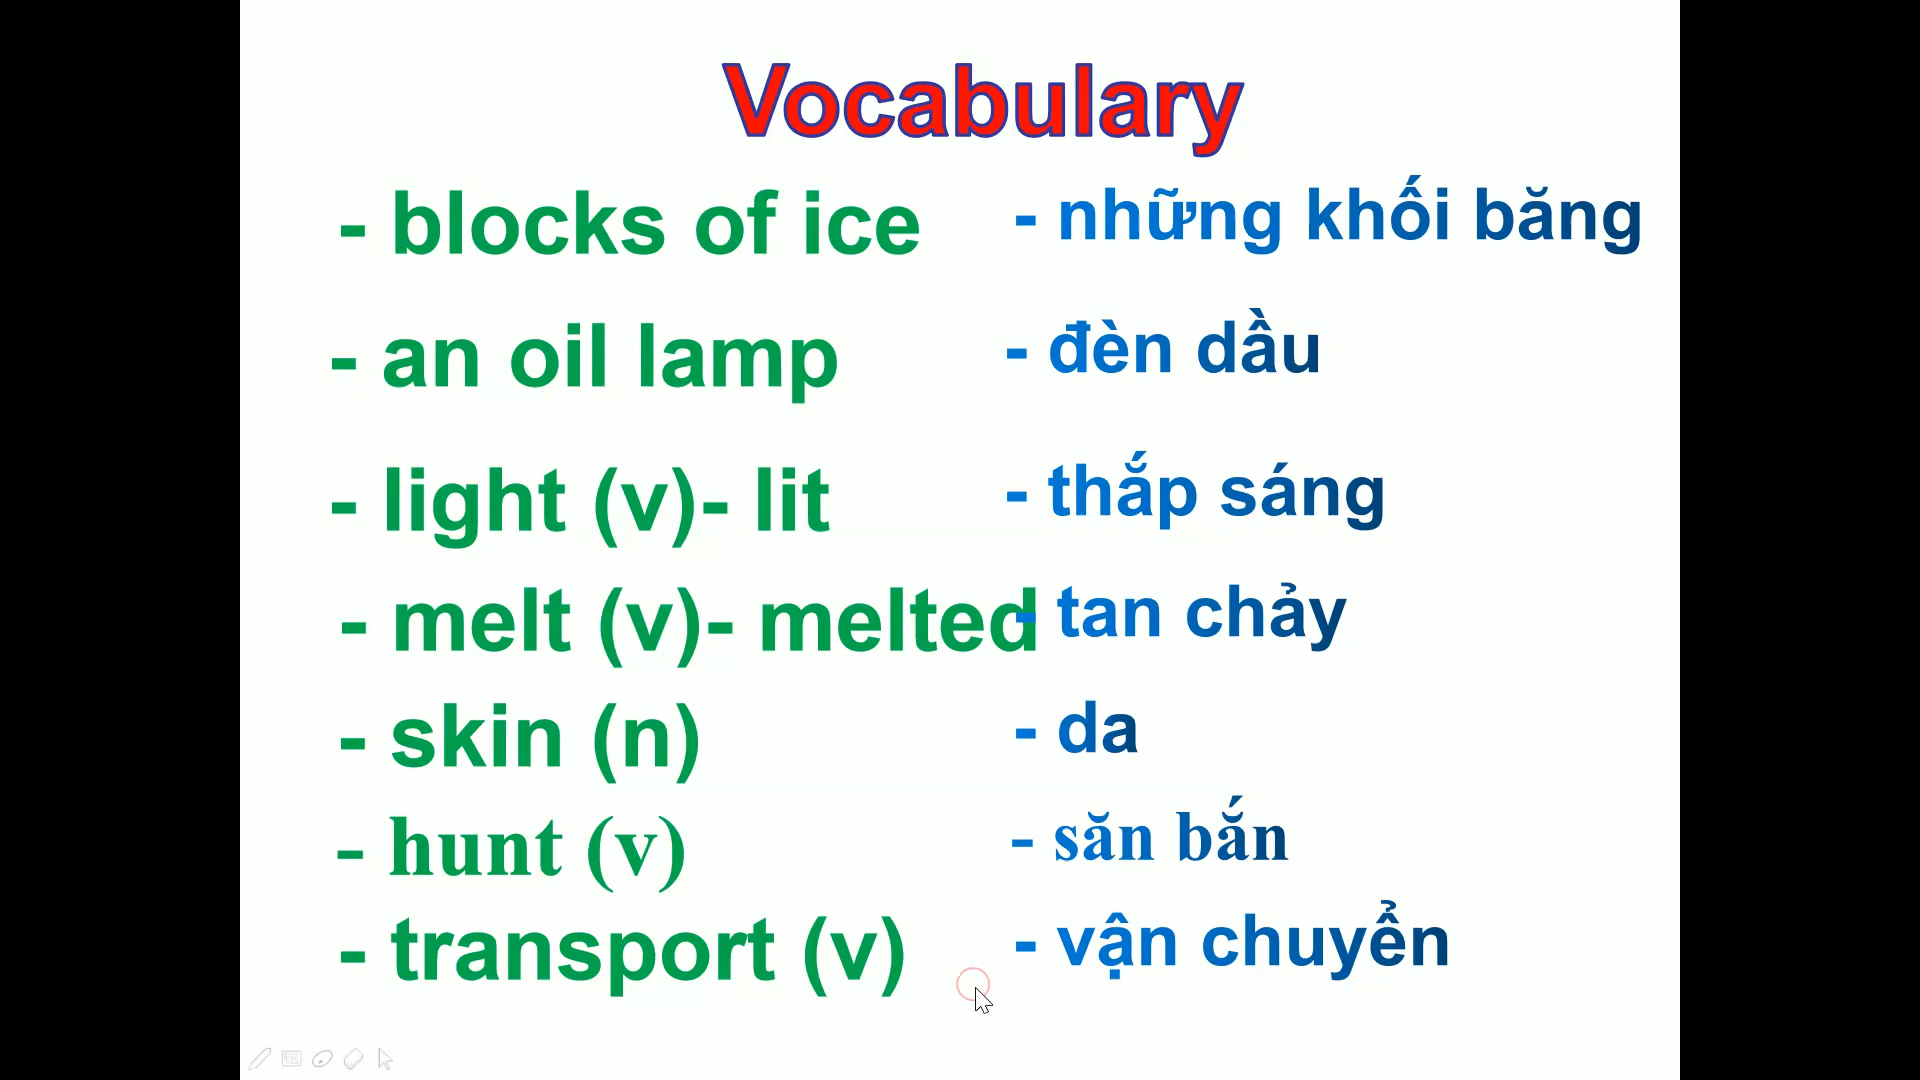 Vocabulary
- blocks of ice - những khối băng
- an oil lamp - đèn dầu
- light (v)- lit - thắp sáng
- melt (v)- melted - tan chảy
- skin (n) - da
- hunt (v) - săn bắn
- transport (v) - vận chuyển